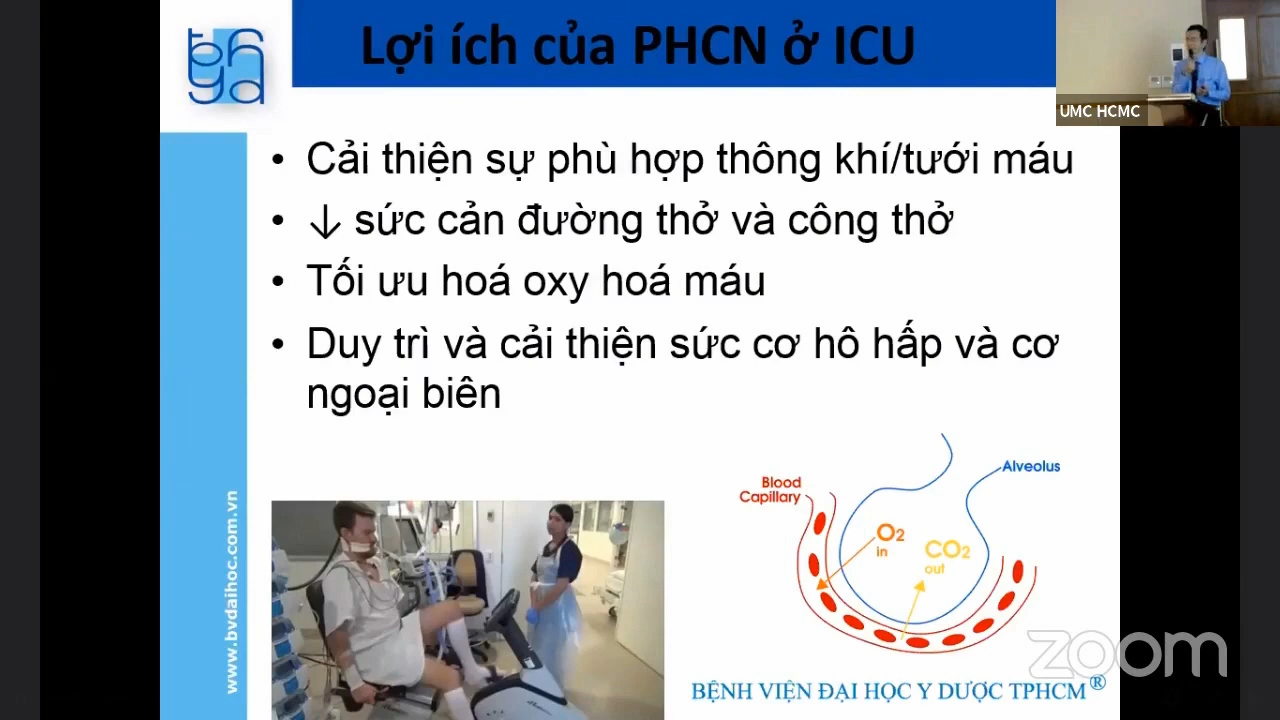 Lợi ích của PHCN ở ICU
UMC HCMC
• Cải thiện sự phù hợp thông khí/tưới máu
• ↓ sức cản đường thở và công thở
• Tối ưu hoá oxy hoá máu
• Duy trì và cải thiện sức cơ hô hấp và cơ
ngoại biên
www.bvdaihoc.com.vn
Alveolus
Blood
Capillary
O2
in
CO2
out
zoom
BỆNH VIỆN ĐẠI HỌC Y DƯỢC TPHCM®